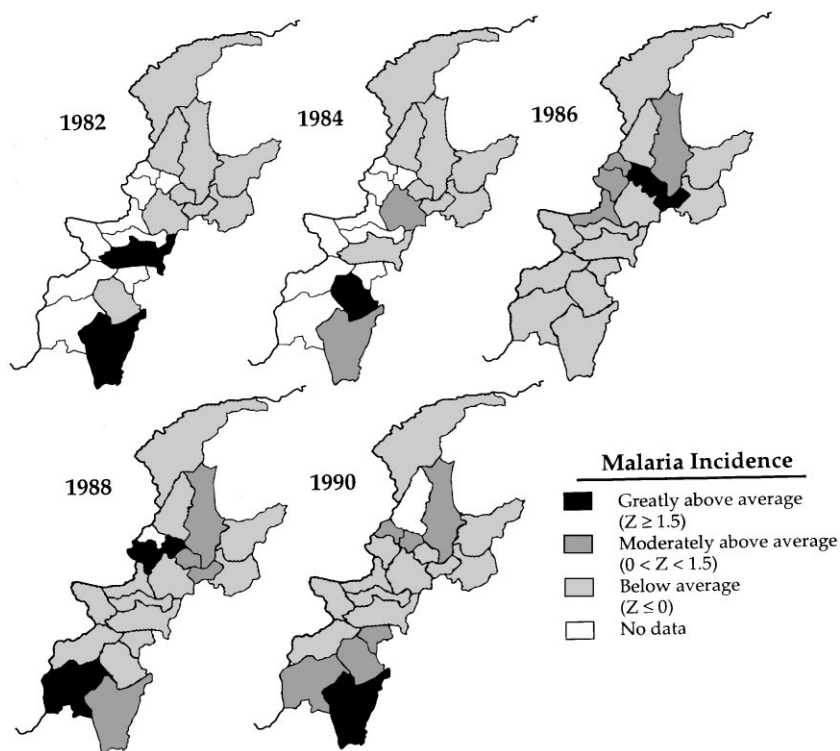 1982
1984
1986
1988
1990
Malaria Incidence
Greatly above average
(Z ≥ 1.5)
Moderately above average
(0 < Z < 1.5)
Below average
(Z ≤ 0)
No data